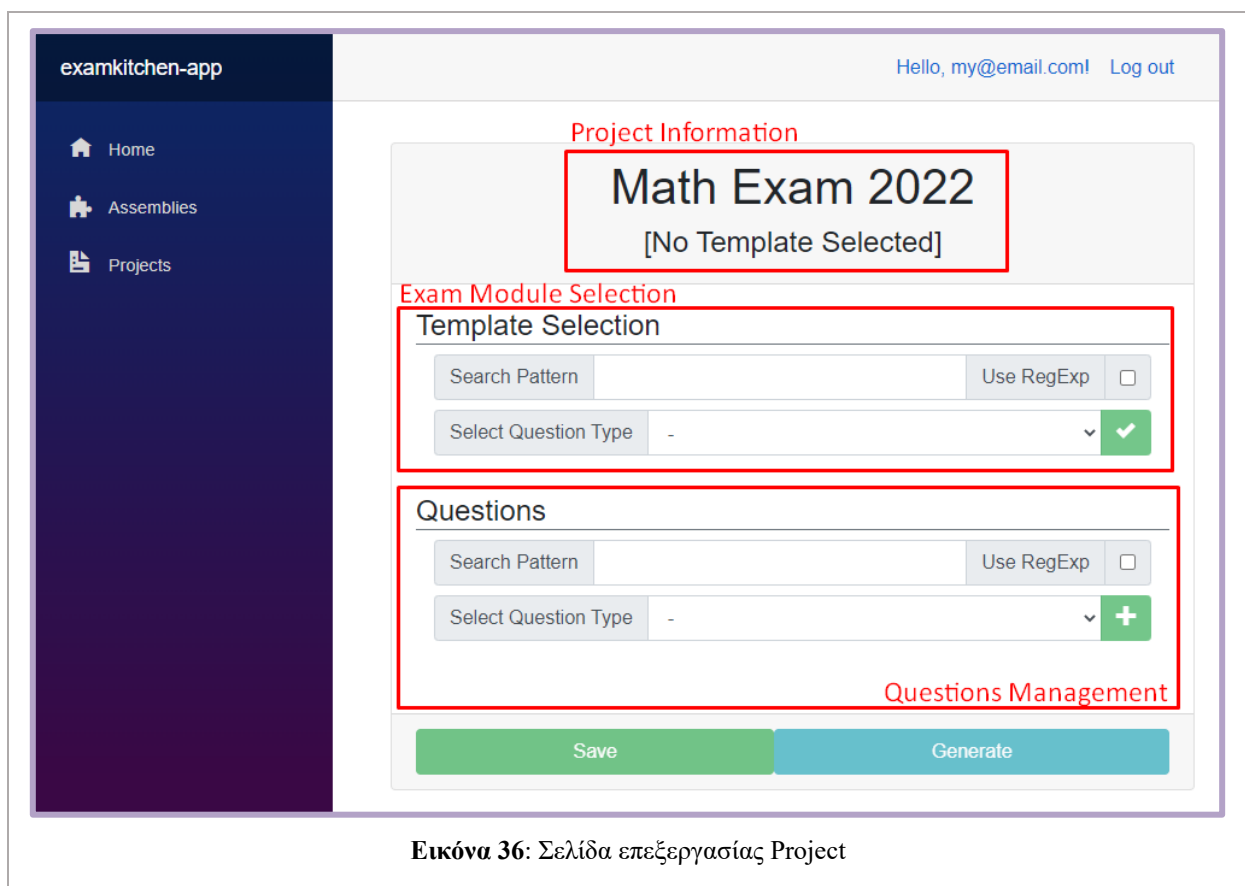 examkitchen-app
Hello, my@email.com! Log out
Home
Assemblies
Projects
Project Information
Math Exam 2022
[No Template Selected]
Exam Module Selection
Template Selection
Search Pattern Use RegExp
Select Question Type -
Questions
Search Pattern Use RegExp
Select Question Type -
Questions Management
Save Generate
Εικόνα 36: Σελίδα επεξεργασίας Project